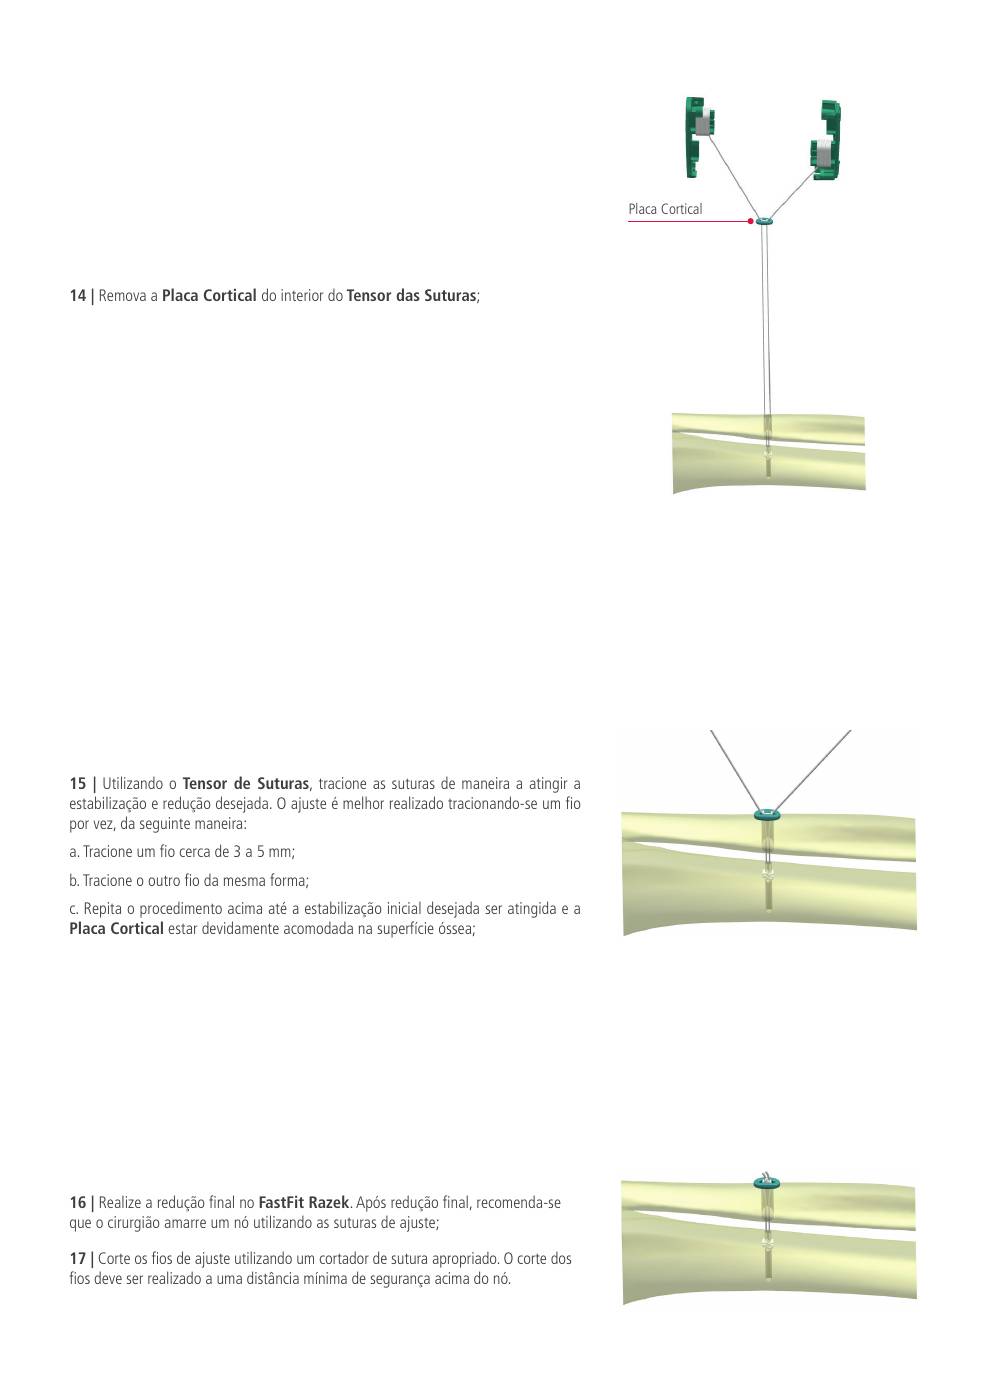 Placa Cortical
14 | Remova a Placa Cortical do interior do Tensor das Suturas;
15 | Utilizando o Tensor de Suturas, tracione as suturas de maneira a atingir a
estabilização e redução desejada. O ajuste é melhor realizado tracionando-se um fio
por vez, da seguinte maneira:
a. Tracione um fio cerca de 3 a 5 mm;
b. Tracione o outro fio da mesma forma;
c. Repita o procedimento acima até a estabilização inicial desejada ser atingida e a
Placa Cortical estar devidamente acomodada na superfície óssea;
16 | Realize a redução final no FastFit Razek. Após redução final, recomenda-se
que o cirurgião amarre um nó utilizando as suturas de ajuste;
17 | Corte os fios de ajuste utilizando um cortador de sutura apropriado. O corte dos
fios deve ser realizado a uma distância mínima de segurança acima do nó.